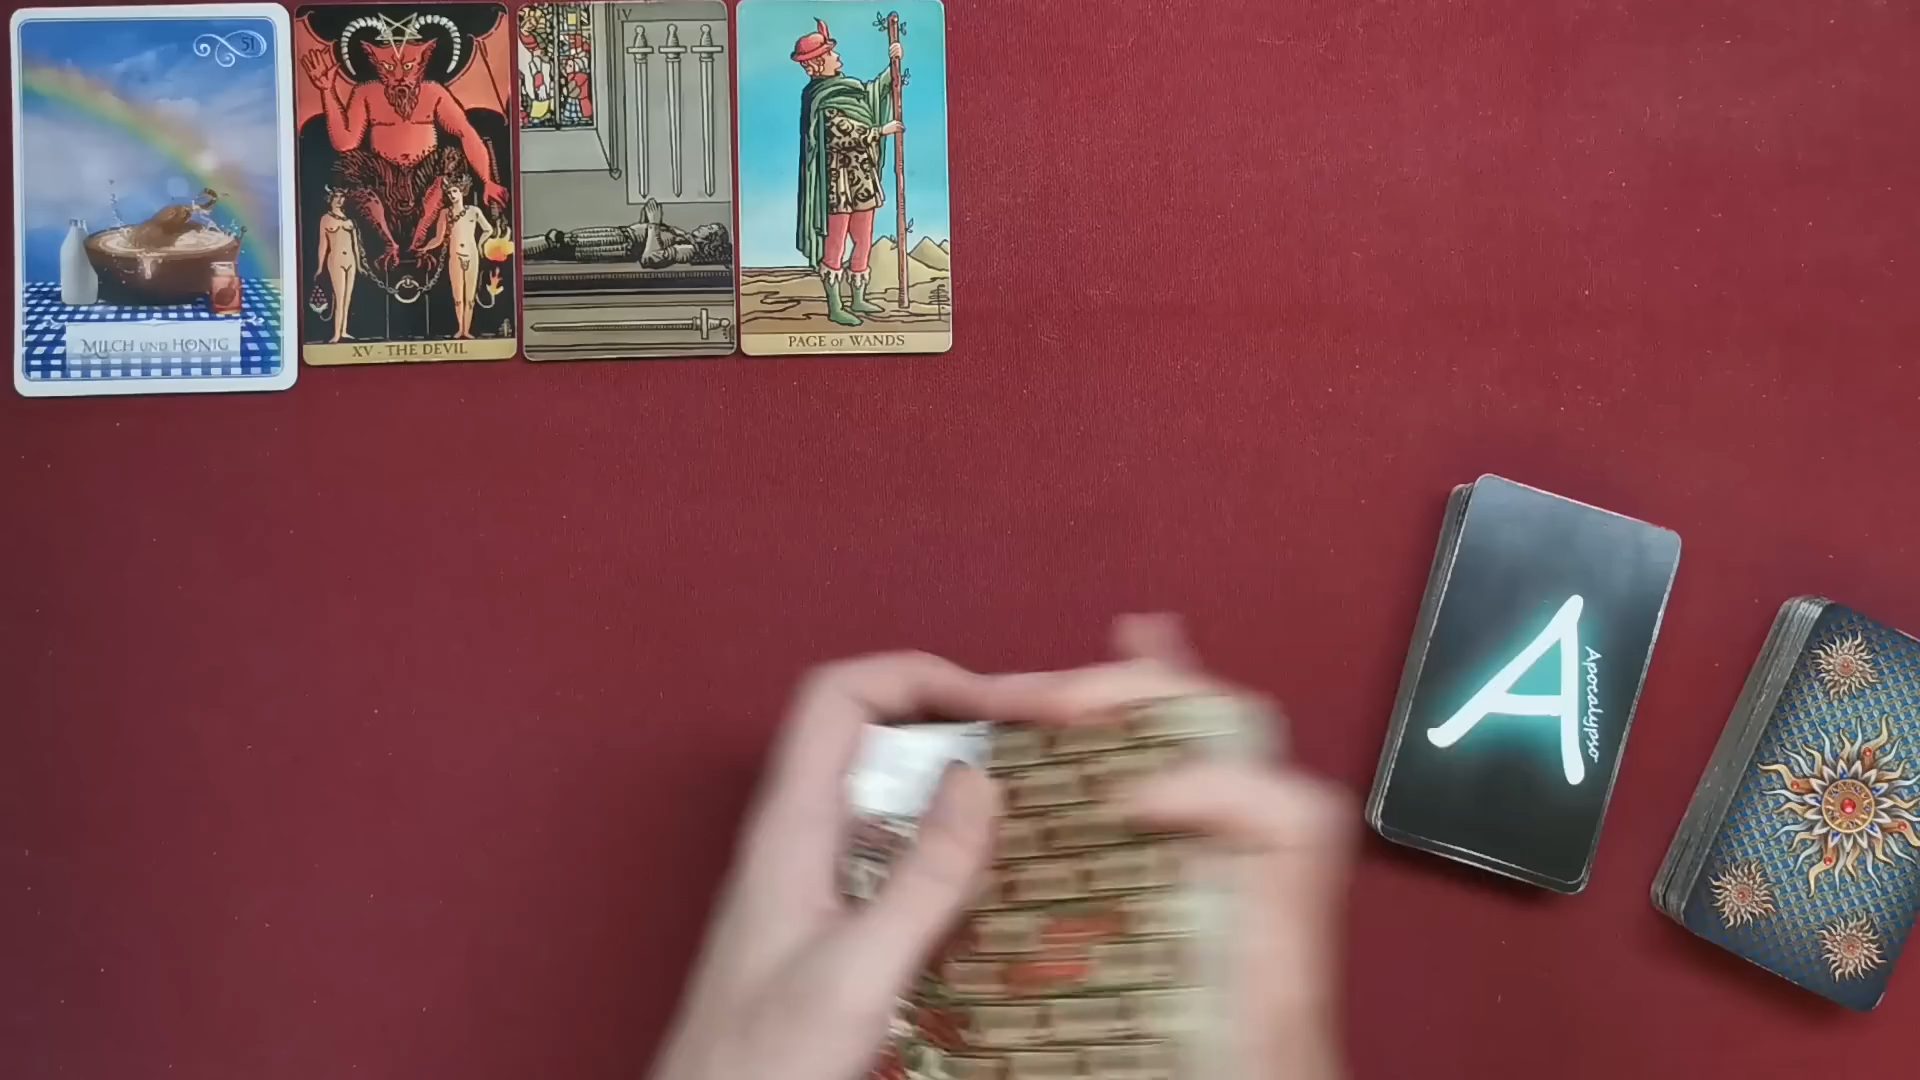 51
MILCH UND HONIG
XV - THE DEVIL
IV
PAGE OF WANDS
A
Apocalypso